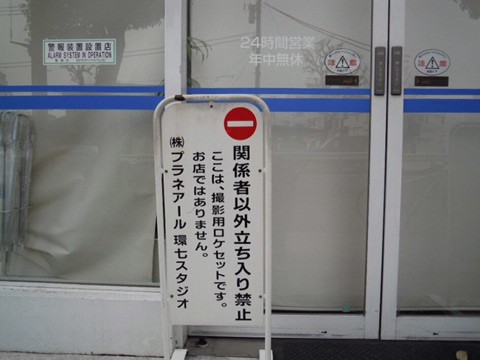 警報装置設置店
ALARM SYSTEM IN OPERATION
24時間営業
年中無休
関係者以外立ち入り禁止
ここは、撮影用ロケセットです。
お店ではありません。
㈱プラネアール 環七スタジオ